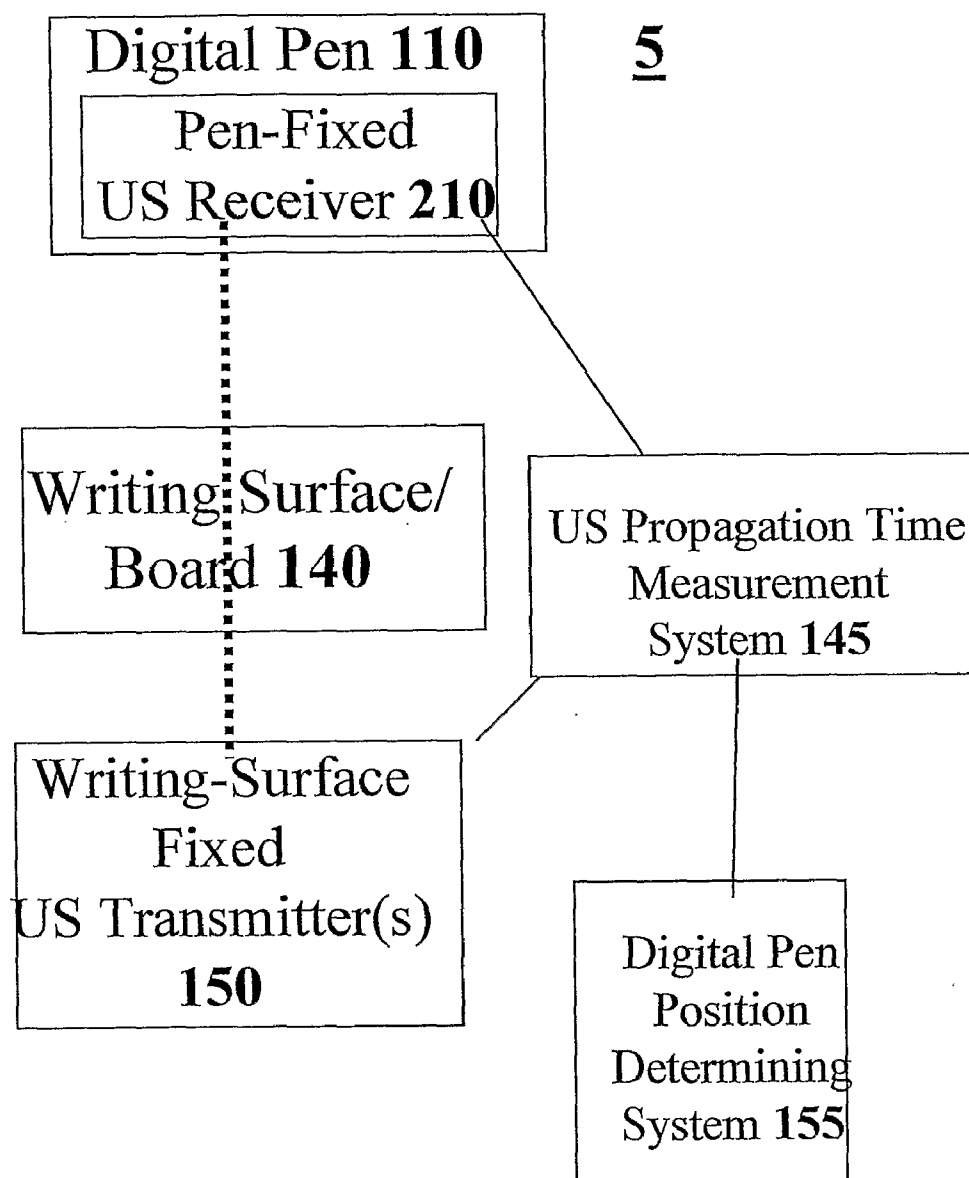 Digital Pen 110
5
Pen-Fixed
US Receiver 210
Writing Surface/
Board 140
US Propagation Time
Measurement
System 145
Writing-Surface
Fixed
US Transmitter(s)
150
Digital Pen
Position
Determining
System 155